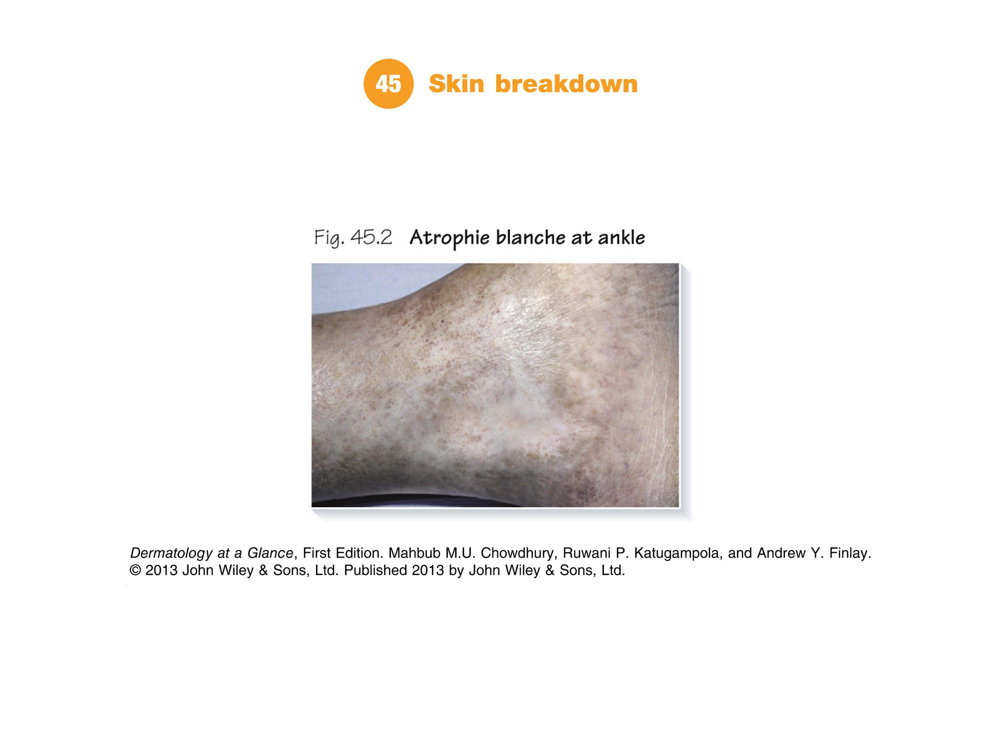 45 Skin breakdown
Fig. 45.2 Atrophie blanche at ankle
Dermatology at a Glance, First Edition. Mahbub M.U. Chowdhury, Ruwani P. Katugampola, and Andrew Y. Finlay.
© 2013 John Wiley & Sons, Ltd. Published 2013 by John Wiley & Sons, Ltd.